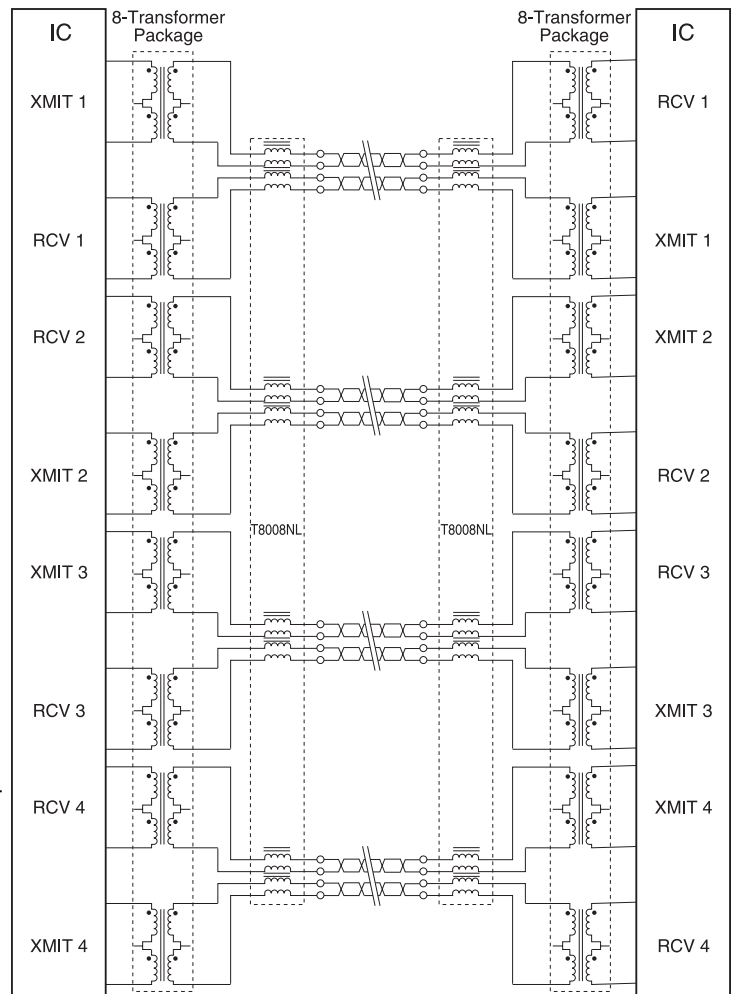 8-Transformer
Package
8-Transformer
Package
IC
IC
XMIT 1
RCV 1
RCV 1
XMIT 1
RCV 2
XMIT 2
XMIT 2
RCV 2
T8008NL
T8008NL
XMIT 3
RCV 3
RCV 3
XMIT 3
RCV 4
XMIT 4
XMIT 4
RCV 4